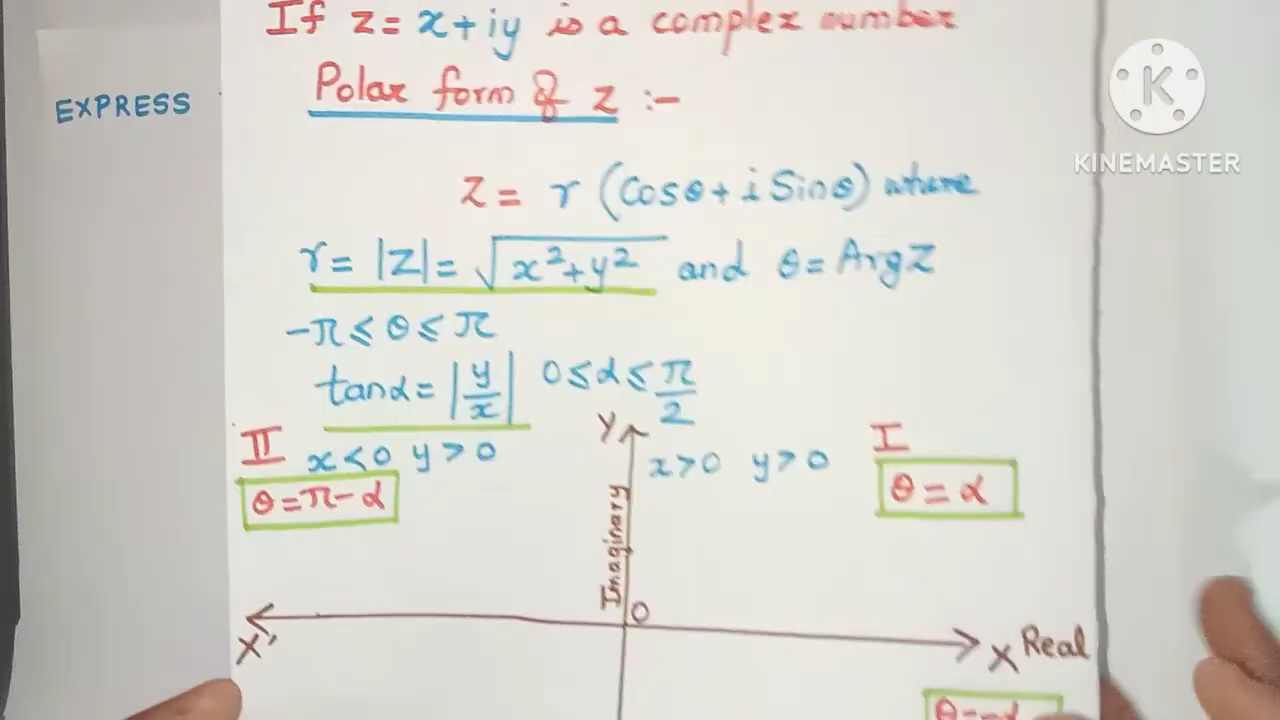 If z = x + iy is a complex number
EXPRESS
Polar form of z :-
K
KINEMASTER
z = r (Cosθ + i Sinθ) where
r = |z| = √x²+y² and θ = Arg z
-π ≤ θ ≤ π
tanα = |y/x| 0 ≤ α ≤ π/2
II x < 0 y > 0
θ = π - α
Y
x > 0 y > 0
I
θ = α
Imaginary
O
X'
X Real
θ = -α